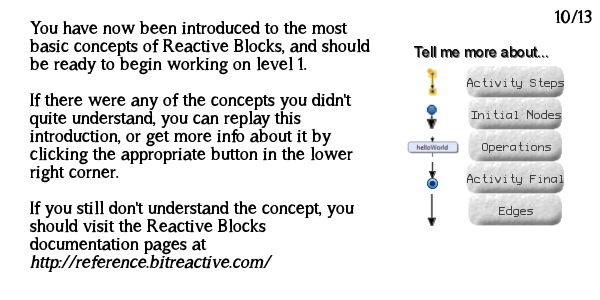 10/13
You have now been introduced to the most
basic concepts of Reactive Blocks, and should
be ready to begin working on level 1.
If there were any of the concepts you didn't
quite understand, you can replay this
introduction, or get more info about it by
clicking the appropriate button in the lower
right corner.
If you still don't understand the concept, you
should visit the Reactive Blocks
documentation pages at
http://reference.bitreactive.com/
Tell me more about...
Activity Steps
Initial Nodes
helloWorld
Operations
Activity Final
Edges